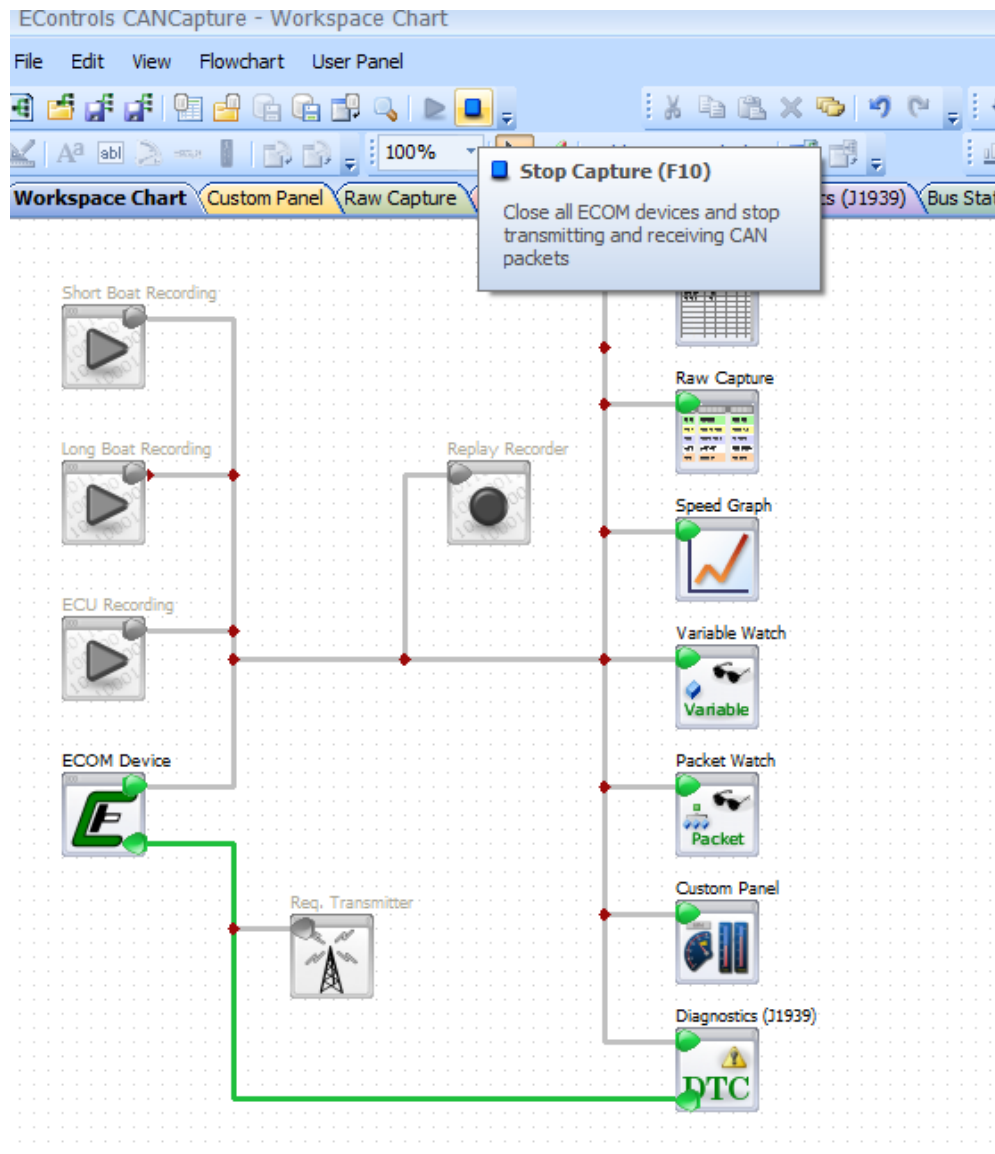 EControls CANCapture - Workspace Chart
File Edit View Flowchart User Panel
Aa abl 100%
Workspace Chart Custom Panel Raw Capture cs (J1939) Bus Stat
Stop Capture (F10)
Close all ECOM devices and stop
transmitting and receiving CAN
packets
Short Boat Recording
Raw Capture
Long Boat Recording
Replay Recorder
Speed Graph
ECU Recording
Variable Watch
Variable
ECOM Device
Packet Watch
Packet
Custom Panel
Req. Transmitter
Diagnostics (J1939)
DTC